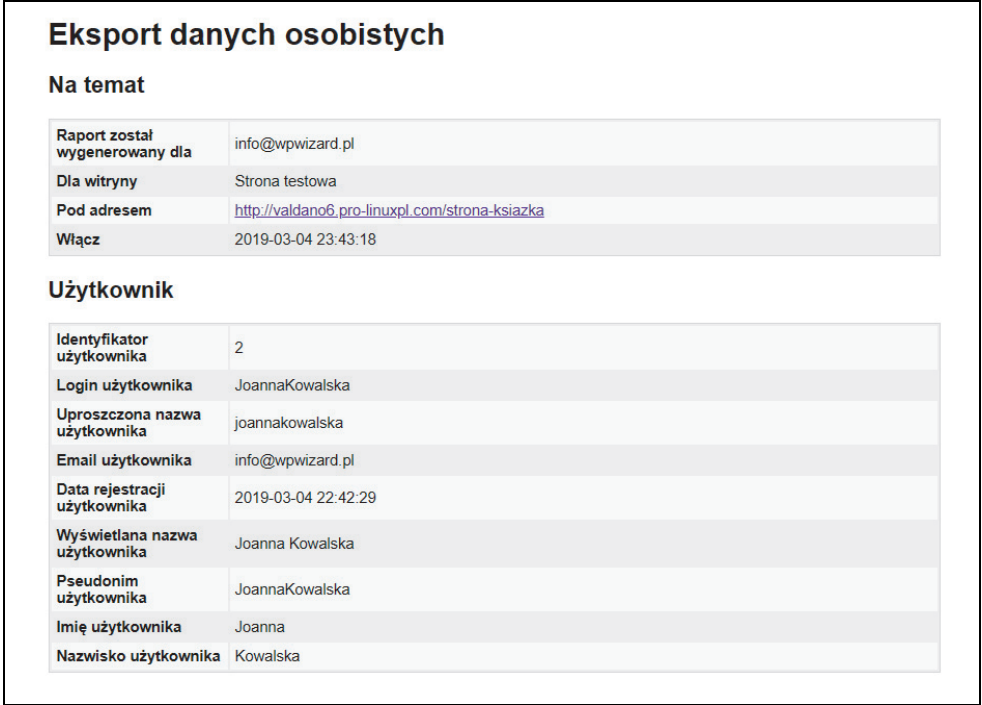 Eksport danych osobistych
Na temat
Raport został
wygenerowany dla
info@wpwizard.pl
Dla witryny
Strona testowa
Pod adresem
http://valdano6.pro-linuxpl.com/strona-ksiazka
Włącz
2019-03-04 23:43:18
Użytkownik
Identyfikator
użytkownika
2
Login użytkownika
JoannaKowalska
Uproszczona nazwa
użytkownika
joannakowalska
Email użytkownika
info@wpwizard.pl
Data rejestracji
użytkownika
2019-03-04 22:42:29
Wyświetlana nazwa
użytkownika
Joanna Kowalska
Pseudonim
użytkownika
JoannaKowalska
Imię użytkownika
Joanna
Nazwisko użytkownika
Kowalska